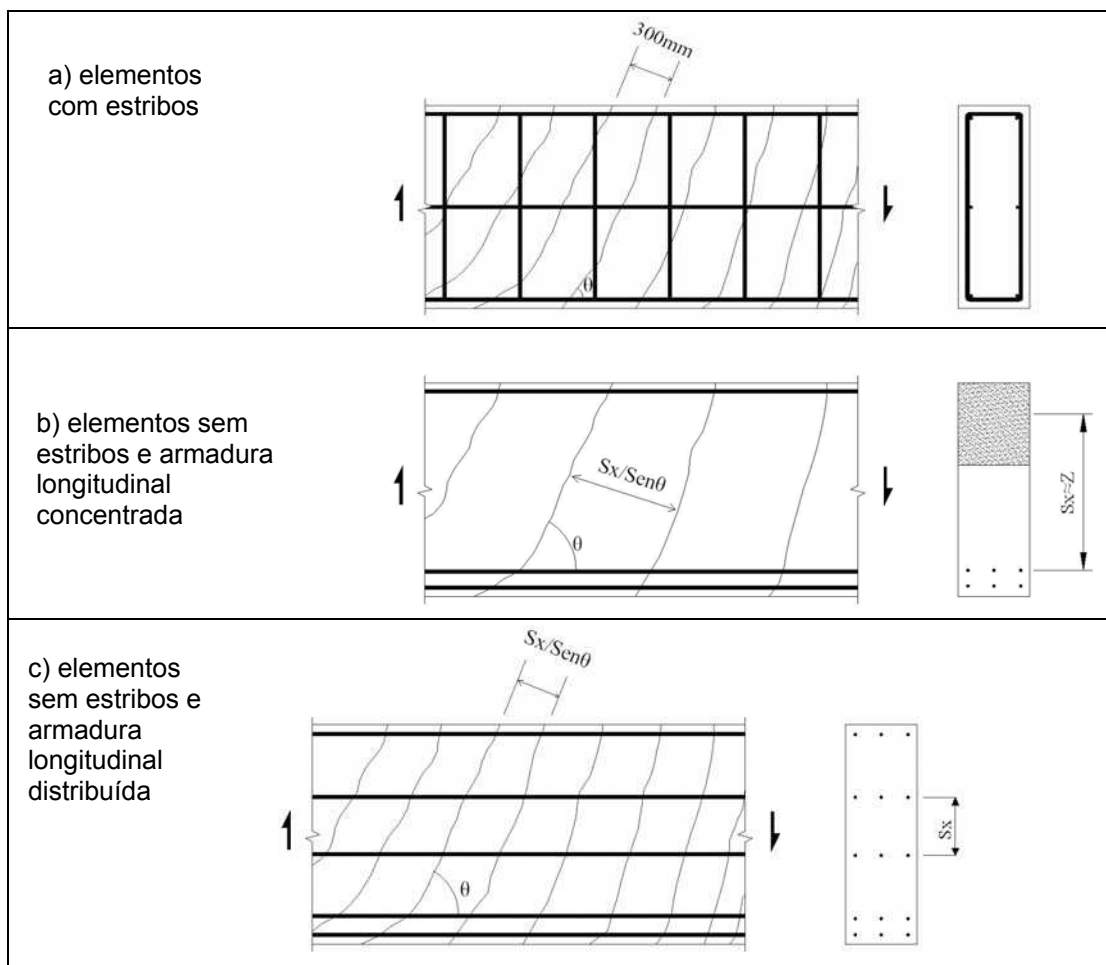 300mm
a) elementos
com estribos
θ
b) elementos sem
estribos e armadura
longitudinal
concentrada
Sx/Senθ
θ
Sx≈Z
c) elementos
sem estribos e
armadura
longitudinal
distribuída
Sx/Senθ
θ
Sx